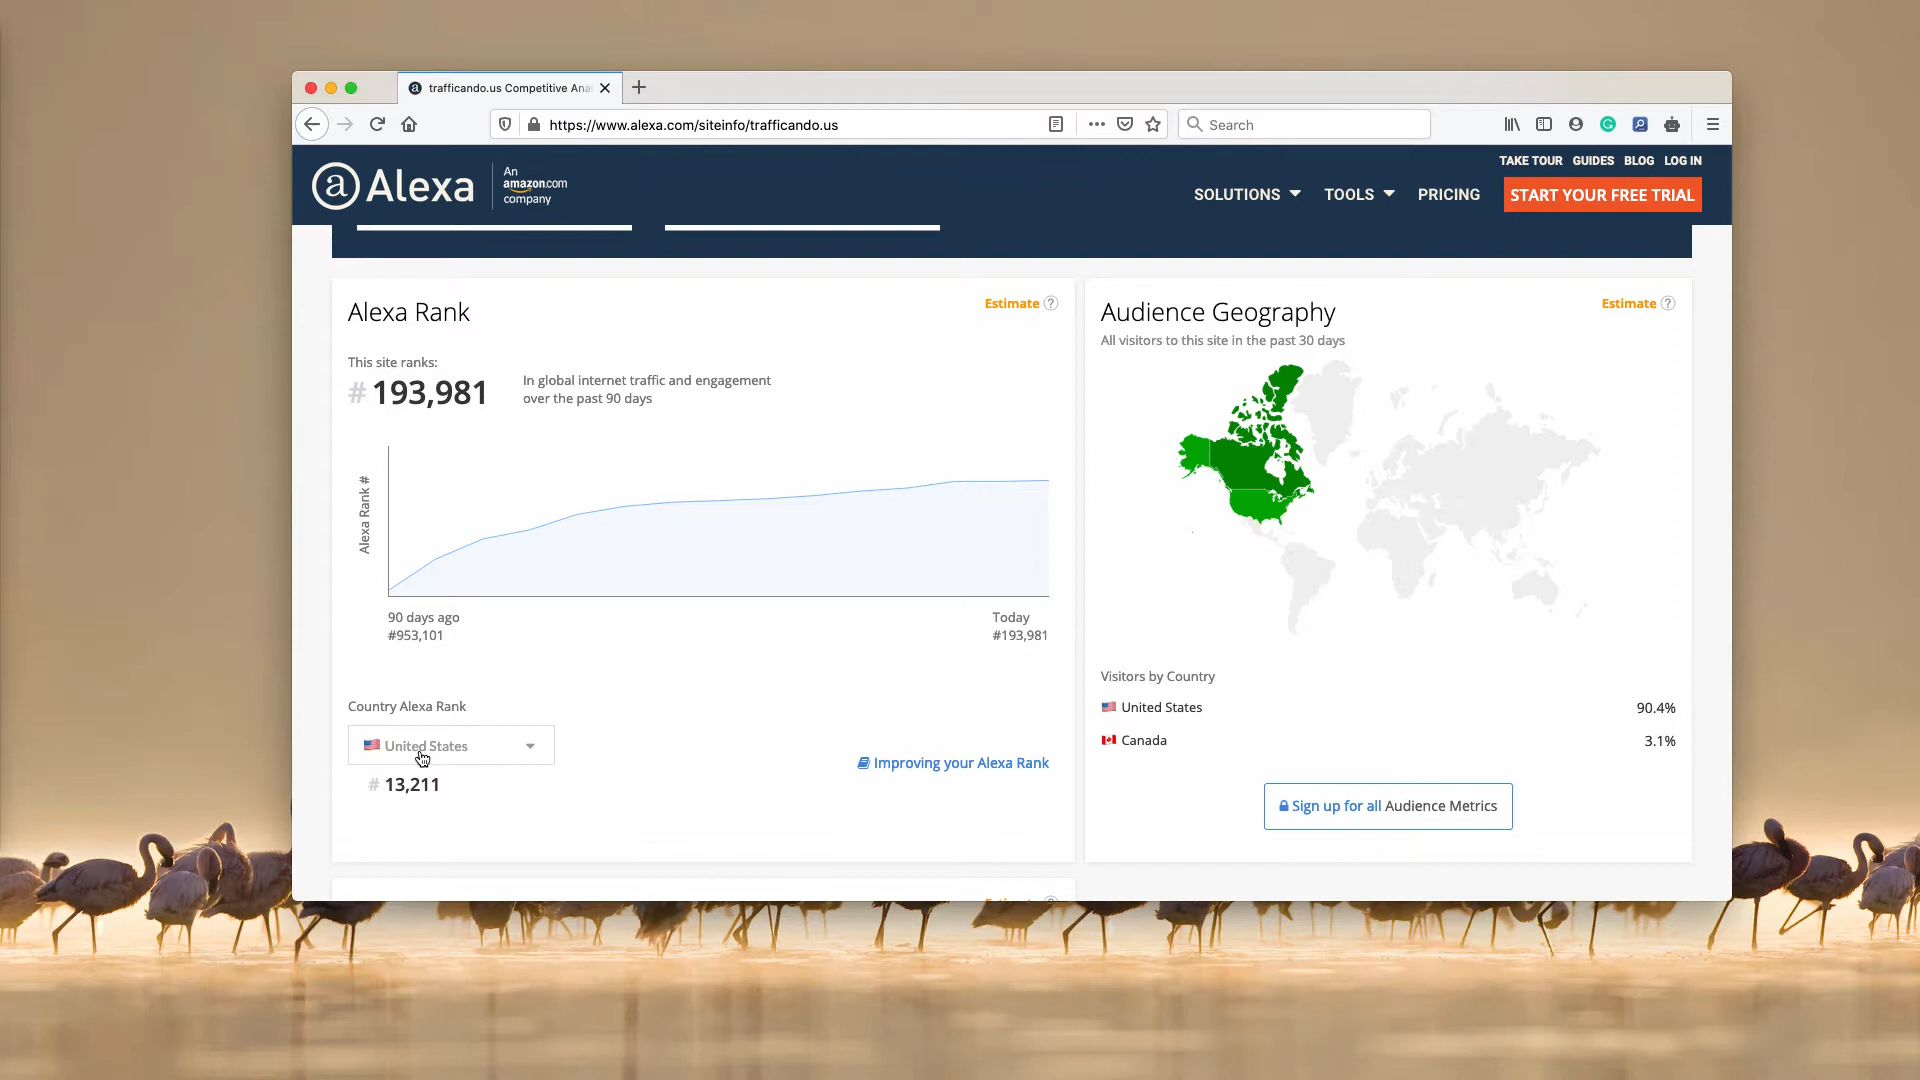 trafficando.us Competitive Ana
https://www.alexa.com/siteinfo/trafficando.us
Search
TAKE TOUR GUIDES BLOG LOG IN
a Alexa
An
amazon.com
company
SOLUTIONS TOOLS PRICING START YOUR FREE TRIAL
Alexa Rank
Estimate ?
This site ranks:
# 193,981
In global internet traffic and engagement
over the past 90 days
Alexa Rank #
90 days ago
#953,101
Today
#193,981
Country Alexa Rank
United States
# 13,211
Improving your Alexa Rank
Audience Geography
Estimate ?
All visitors to this site in the past 30 days
Visitors by Country
United States 90.4%
Canada 3.1%
Sign up for all Audience Metrics